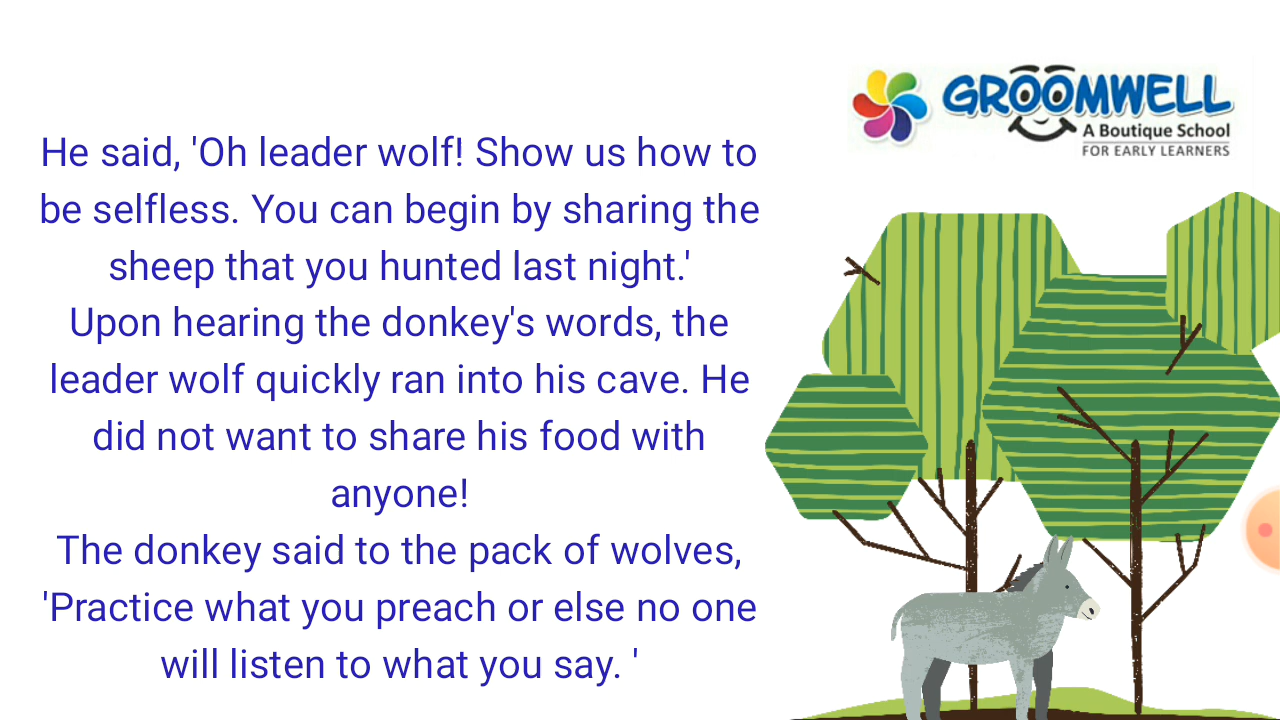 GROOMWELL
A Boutique School
FOR EARLY LEARNERS
He said, 'Oh leader wolf! Show us how to
be selfless. You can begin by sharing the
sheep that you hunted last night.'
Upon hearing the donkey's words, the
leader wolf quickly ran into his cave. He
did not want to share his food with
anyone!
The donkey said to the pack of wolves,
'Practice what you preach or else no one
will listen to what you say. '